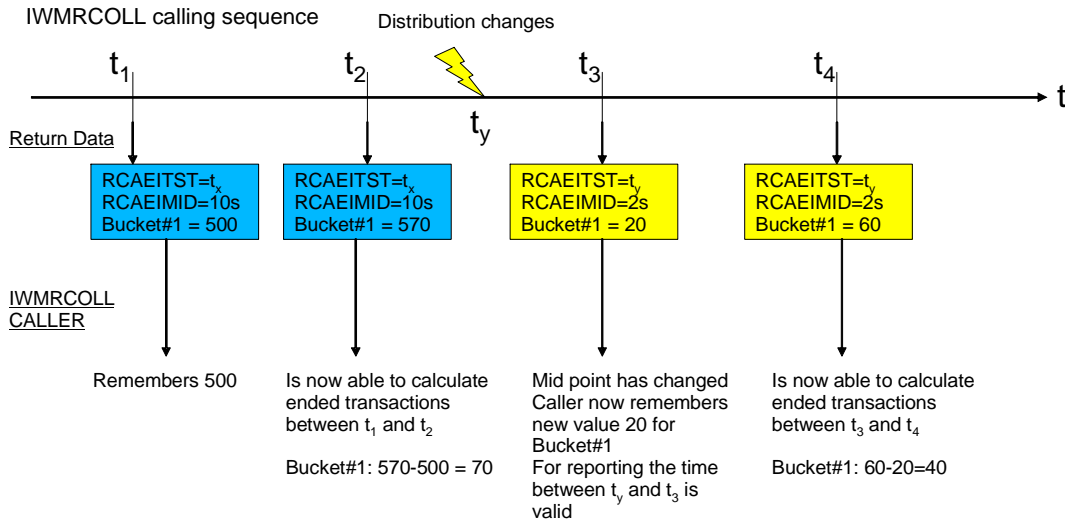 IWMRCOLL calling sequence
Distribution changes
t1
t2
t3
t4
t
ty
Return Data
RCAEITST=tx
RCAEIMID=10s
Bucket#1 = 500
RCAEITST=tx
RCAEIMID=10s
Bucket#1 = 570
RCAEITST=ty
RCAEIMID=2s
Bucket#1 = 20
RCAEITST=ty
RCAEIMID=2s
Bucket#1 = 60
IWMRCOLL
CALLER
Remembers 500
Is now able to calculate
ended transactions
between t1 and t2
Bucket#1: 570-500 = 70
Mid point has changed
Caller now remembers
new value 20 for
Bucket#1
For reporting the time
between ty and t3 is
valid
Is now able to calculate
ended transactions
between t3 and t4
Bucket#1: 60-20=40